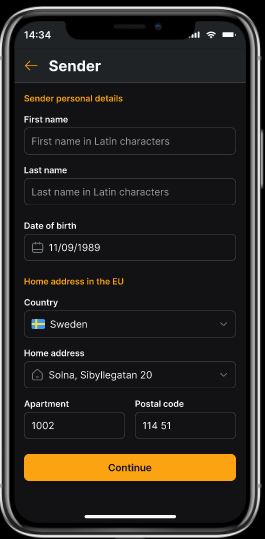 14:34
Sender
Sender personal details
First name
First name in Latin characters
Last name
Last name in Latin characters
Date of birth
11/09/1989
Home address in the EU
Country
Sweden
Home address
Solna, Sibyllegatan 20
Apartment Postal code
1002 114 51
Continue